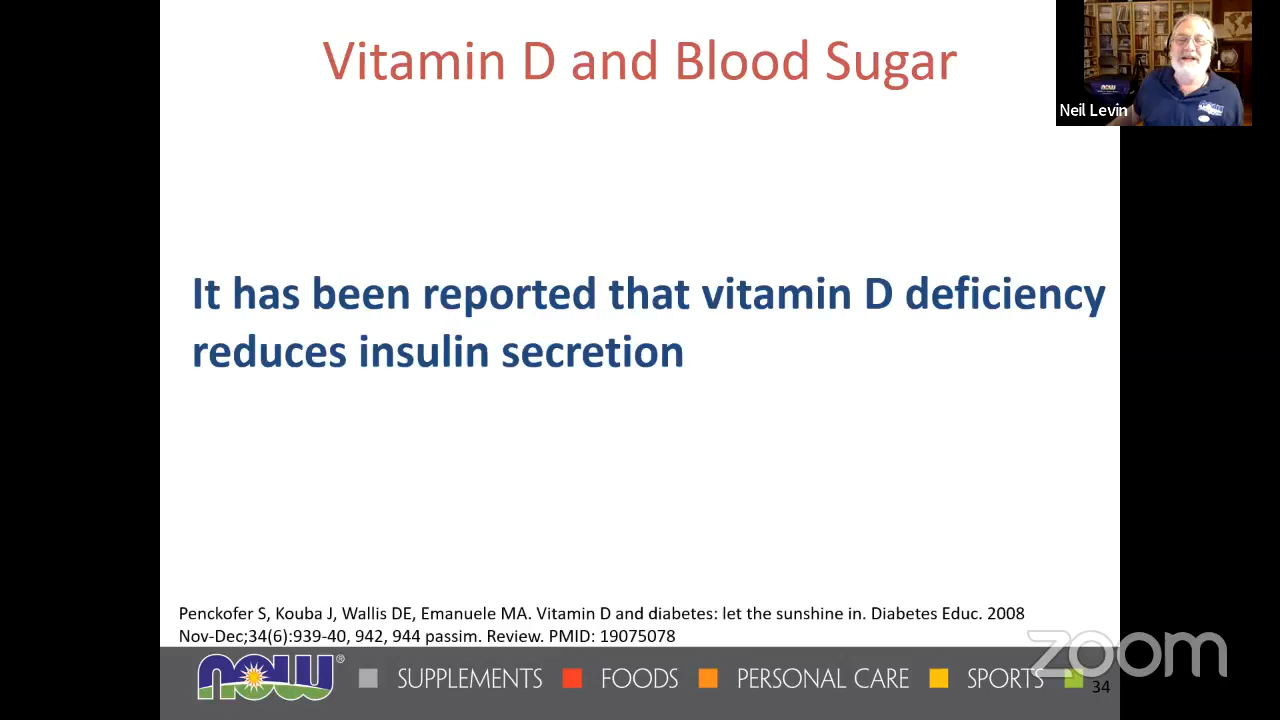 Vitamin D and Blood Sugar
Neil Levin
It has been reported that vitamin D deficiency
reduces insulin secretion
Penckofer S, Kouba J, Wallis DE, Emanuele MA. Vitamin D and diabetes: let the sunshine in. Diabetes Educ. 2008
Nov-Dec;34(6):939-40, 942, 944 passim. Review. PMID: 19075078
NOW® SUPPLEMENTS FOODS PERSONAL CARE SPORTS
zoom
34